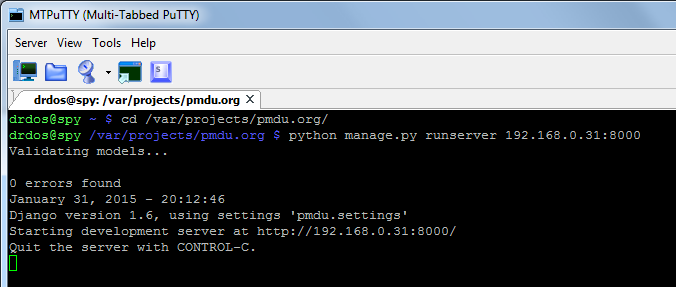 MTPuTTY (Multi-Tabbed PuTTY)
Server View Tools Help
drdos@spy: /var/projects/pmdu.org X
drdos@spy ~ $ cd /var/projects/pmdu.org/
drdos@spy /var/projects/pmdu.org $ python manage.py runserver 192.168.0.31:8000
Validating models...
0 errors found
January 31, 2015 - 20:12:46
Django version 1.6, using settings 'pmdu.settings'
Starting development server at http://192.168.0.31:8000/
Quit the server with CONTROL-C.